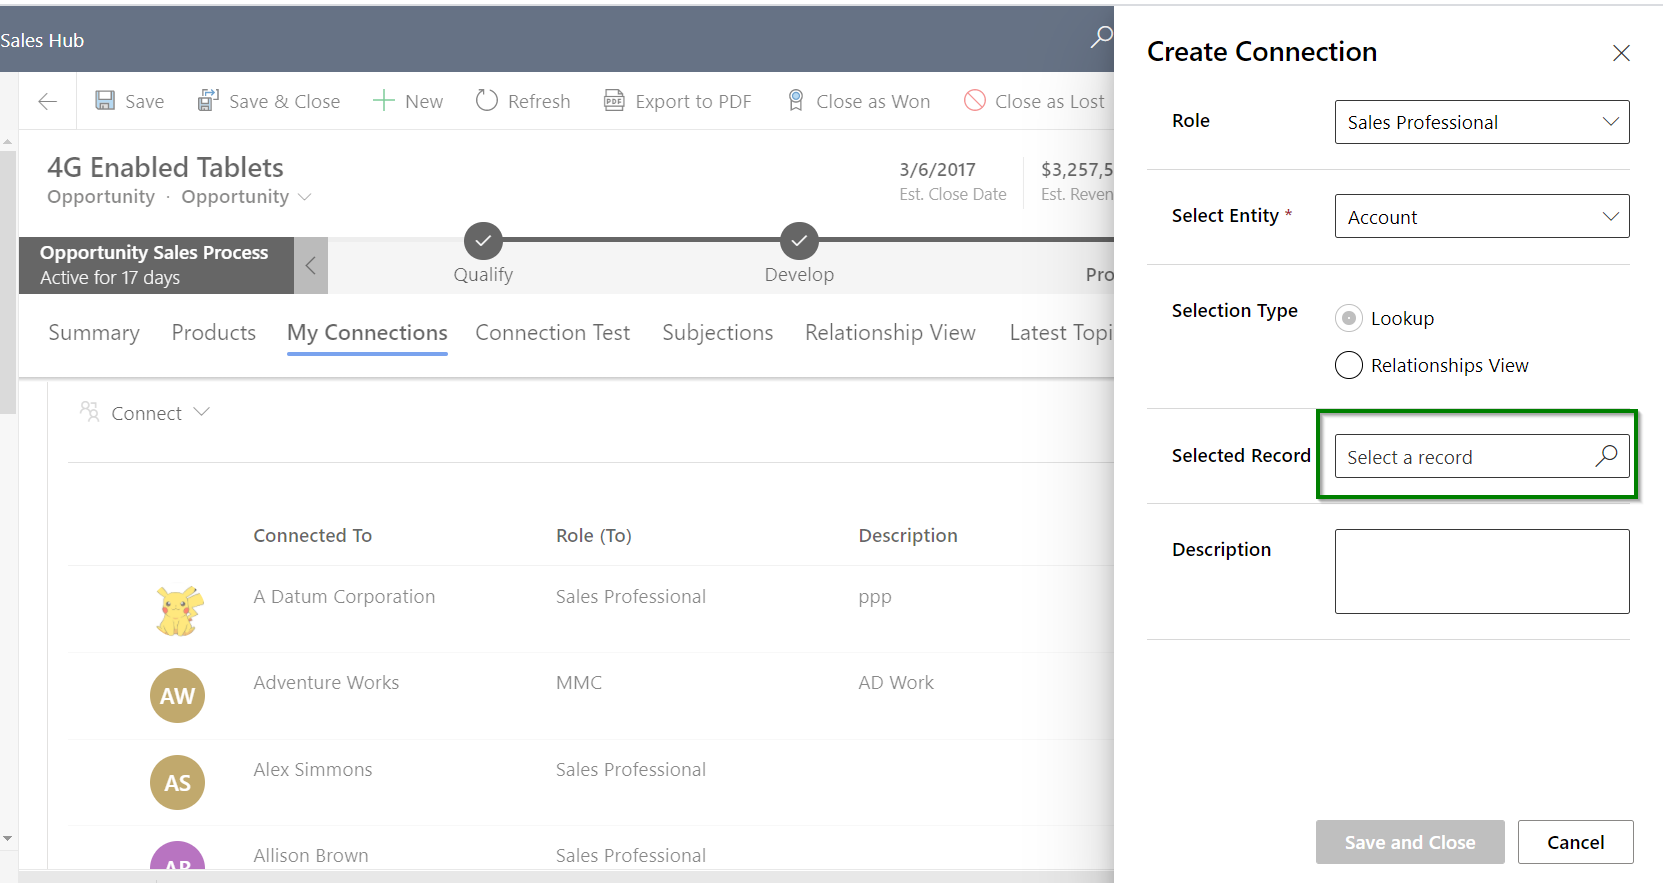 Sales Hub
Save
Save & Close
New
Refresh
Export to PDF
Close as Won
Close as Lost
4G Enabled Tablets
Opportunity · Opportunity
3/6/2017
Est. Close Date
$3,257,5
Est. Reven
Opportunity Sales Process
Active for 17 days
Qualify
Develop
Pro
Summary
Products
My Connections
Connection Test
Subjections
Relationship View
Latest Topi
Connect
Connected To
Role (To)
Description
A Datum Corporation
Sales Professional
ppp
AW
Adventure Works
MMC
AD Work
AS
Alex Simmons
Sales Professional
AB
Allison Brown
Sales Professional
Create Connection
Role
Sales Professional
Select Entity *
Account
Selection Type
Lookup
Relationships View
Selected Record
Select a record
Description
Save and Close
Cancel